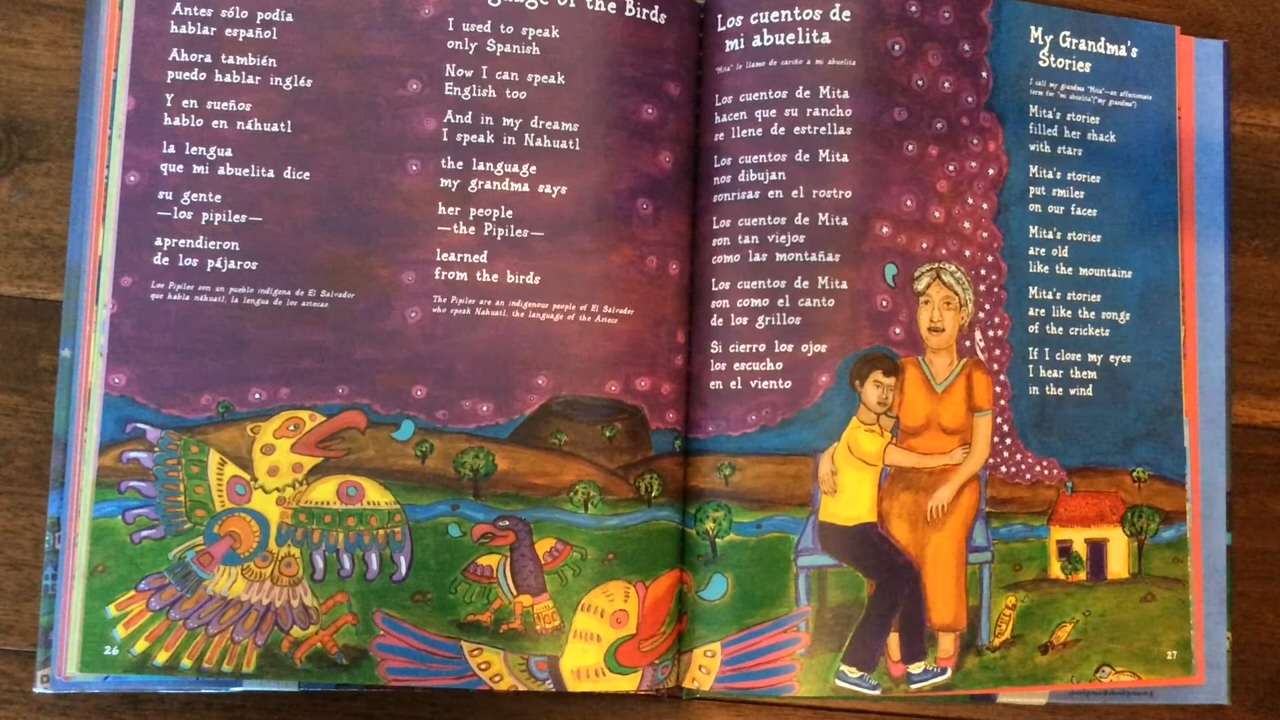 Antes sólo podía
hablar español
Ahora también
puedo hablar inglés
Y en sueños
hablo en náhuatl
la lengua
que mi abuelita dice
su gente
—los pipiles—
aprendieron
de los pájaros
Los Pipiles son un pueblo indígena de El Salvador
que habla náhuatl, la lengua de los aztecas
26
of the Birds
I used to speak
only Spanish
Now I can speak
English too
And in my dreams
I speak in Nahuatl
the language
my grandma says
her people
—the Pipiles—
learned
from the birds
The Pipiles are an indigenous people of El Salvador
who speak Nahuatl, the language of the Aztecs
Los cuentos de
mi abuelita
"Mita" le llamo de cariño a mi abuelita
Los cuentos de Mita
hacen que su rancho
se llene de estrellas
Los cuentos de Mita
nos dibujan
sonrisas en el rostro
Los cuentos de Mita
son tan viejos
como las montañas
Los cuentos de Mita
son como el canto
de los grillos
Si cierro los ojos
los escucho
en el viento
My Grandma's
Stories
I call my grandma "Mita"—an affectionate
term for "mi abuelita"("my grandma")
Mita's stories
filled her shack
with stars
Mita's stories
put smiles
on our faces
Mita's stories
are old
like the mountains
Mita's stories
are like the songs
of the crickets
If I close my eyes
I hear them
in the wind
27